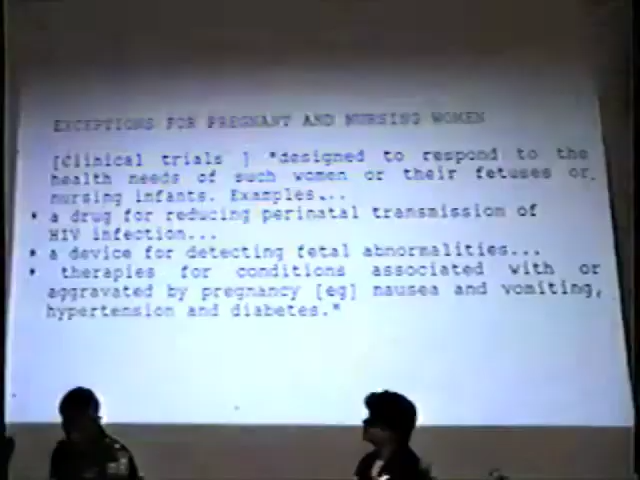 EXCEPTIONS FOR PREGNANT AND NURSING WOMEN
[Clinical trials ] "designed to respond to the
health needs of such women or their fetuses or
nursing infants. Examples...
• a drug for reducing perinatal transmission of
HIV infection...
• a device for detecting fetal abnormalities...
• therapies for conditions associated with or
aggravated by pregnancy [eg] nausea and vomiting,
hypertension and diabetes."